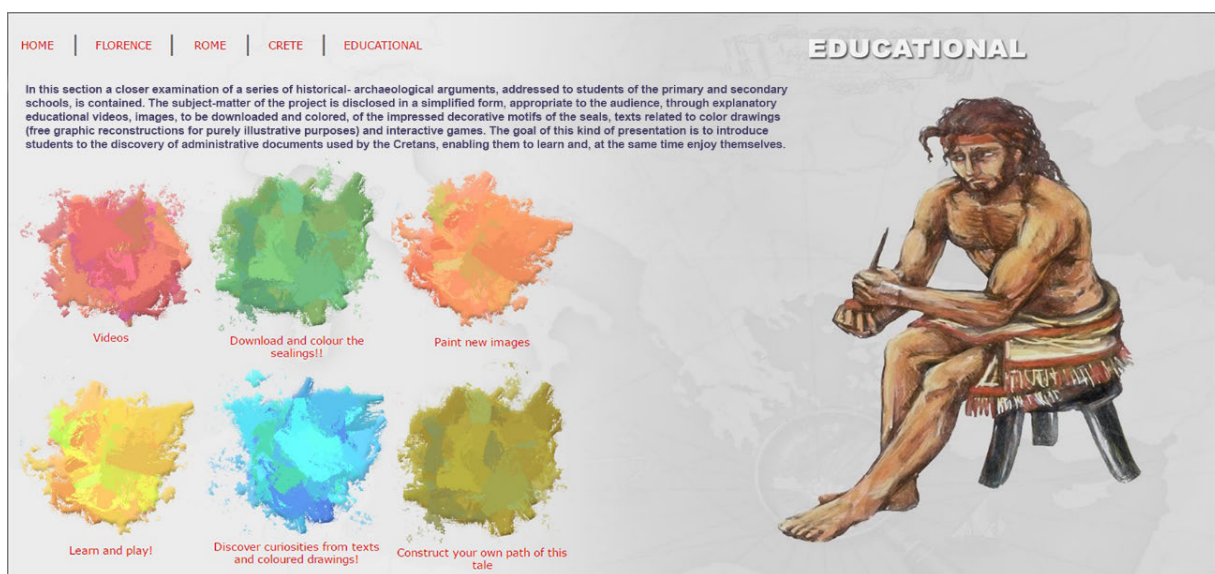 HOME | FLORENCE | ROME | CRETE | EDUCATIONAL
EDUCATIONAL
In this section a closer examination of a series of historical- archaeological arguments, addressed to students of the primary and secondary
schools, is contained. The subject-matter of the project is disclosed in a simplified form, appropriate to the audience, through explanatory
educational videos, images, to be downloaded and colored, of the impressed decorative motifs of the seals, texts related to color drawings
(free graphic reconstructions for purely illustrative purposes) and interactive games. The goal of this kind of presentation is to introduce
students to the discovery of administrative documents used by the Cretans, enabling them to learn and, at the same time enjoy themselves.
Videos
Download and colour the
sealings!!
Paint new images
Learn and play!
Discover curiosities from texts
and coloured drawings!
Construct your own path of this
tale